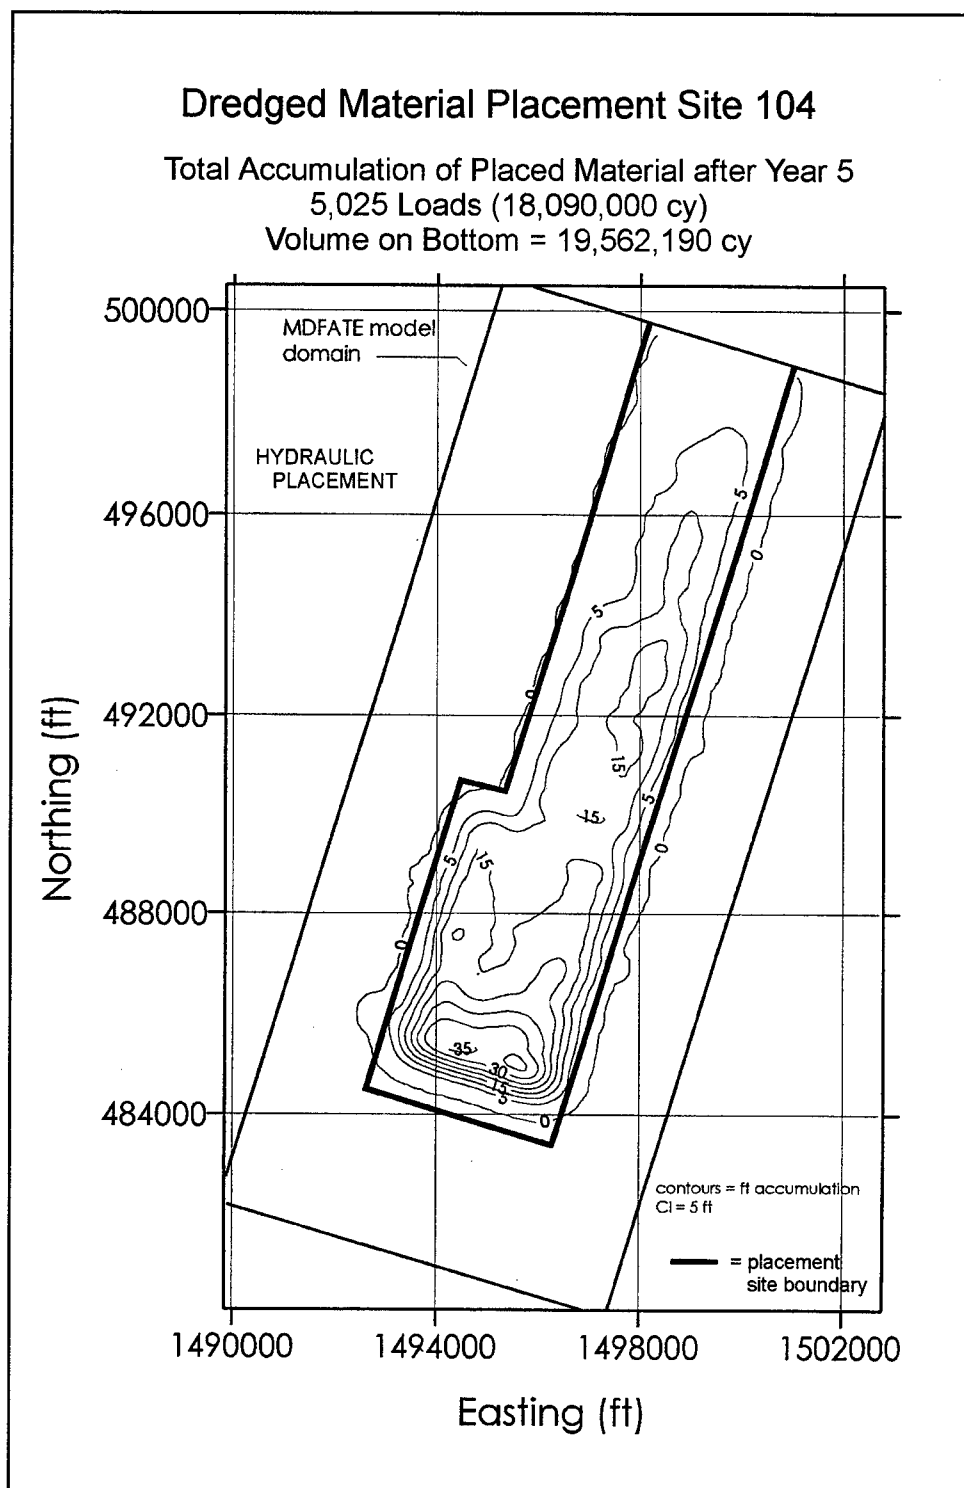 Dredged Material Placement Site 104
Total Accumulation of Placed Material after Year 5
5,025 Loads (18,090,000 cy)
Volume on Bottom = 19,562,190 cy
500000
MDFATE model
domain
HYDRAULIC
PLACEMENT
496000
5
0
5
492000
0
15
5
15
0
5
15
488000
0
35
30
15
5
484000
0
contours = ft accumulation
CI = 5 ft
= placement
site boundary
1490000
1494000
1498000
1502000
Northing (ft)
Easting (ft)